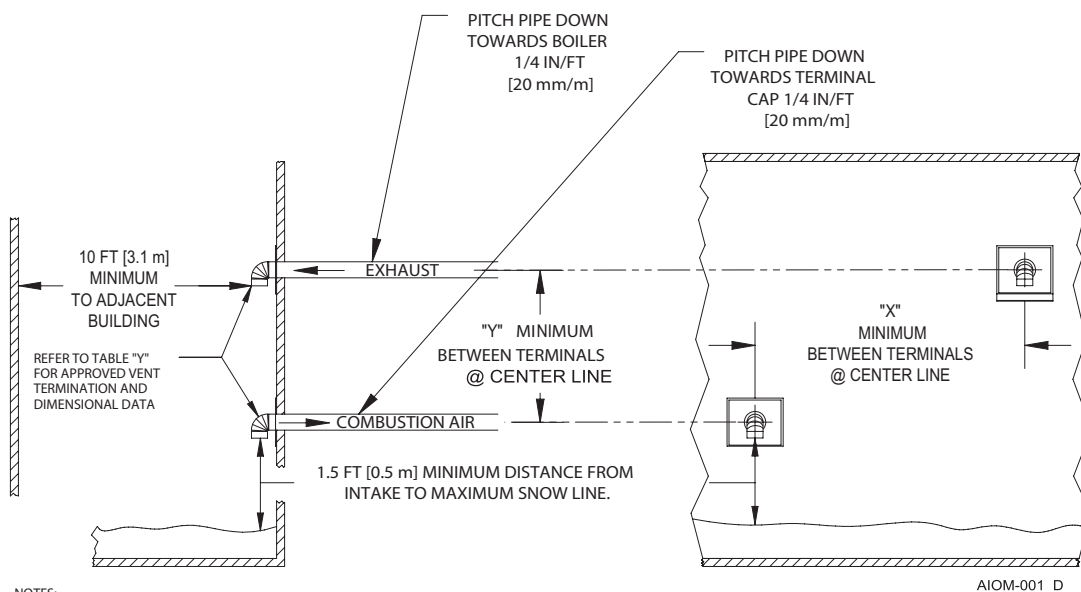 PITCH PIPE DOWN
TOWARDS BOILER
1/4 IN/FT
[20 mm/m]
PITCH PIPE DOWN
TOWARDS TERMINAL
CAP 1/4 IN/FT
[20 mm/m]
10 FT [3.1 m]
MINIMUM
TO ADJACENT
BUILDING
EXHAUST
"Y" MINIMUM
BETWEEN TERMINALS
@ CENTER LINE
"X"
MINIMUM
BETWEEN TERMINALS
@ CENTER LINE
REFER TO TABLE "Y"
FOR APPROVED VENT
TERMINATION AND
DIMENSIONAL DATA
COMBUSTION AIR
1.5 FT [0.5 m] MINIMUM DISTANCE FROM
INTAKE TO MAXIMUM SNOW LINE.
AIOM-001 D
NOTES: